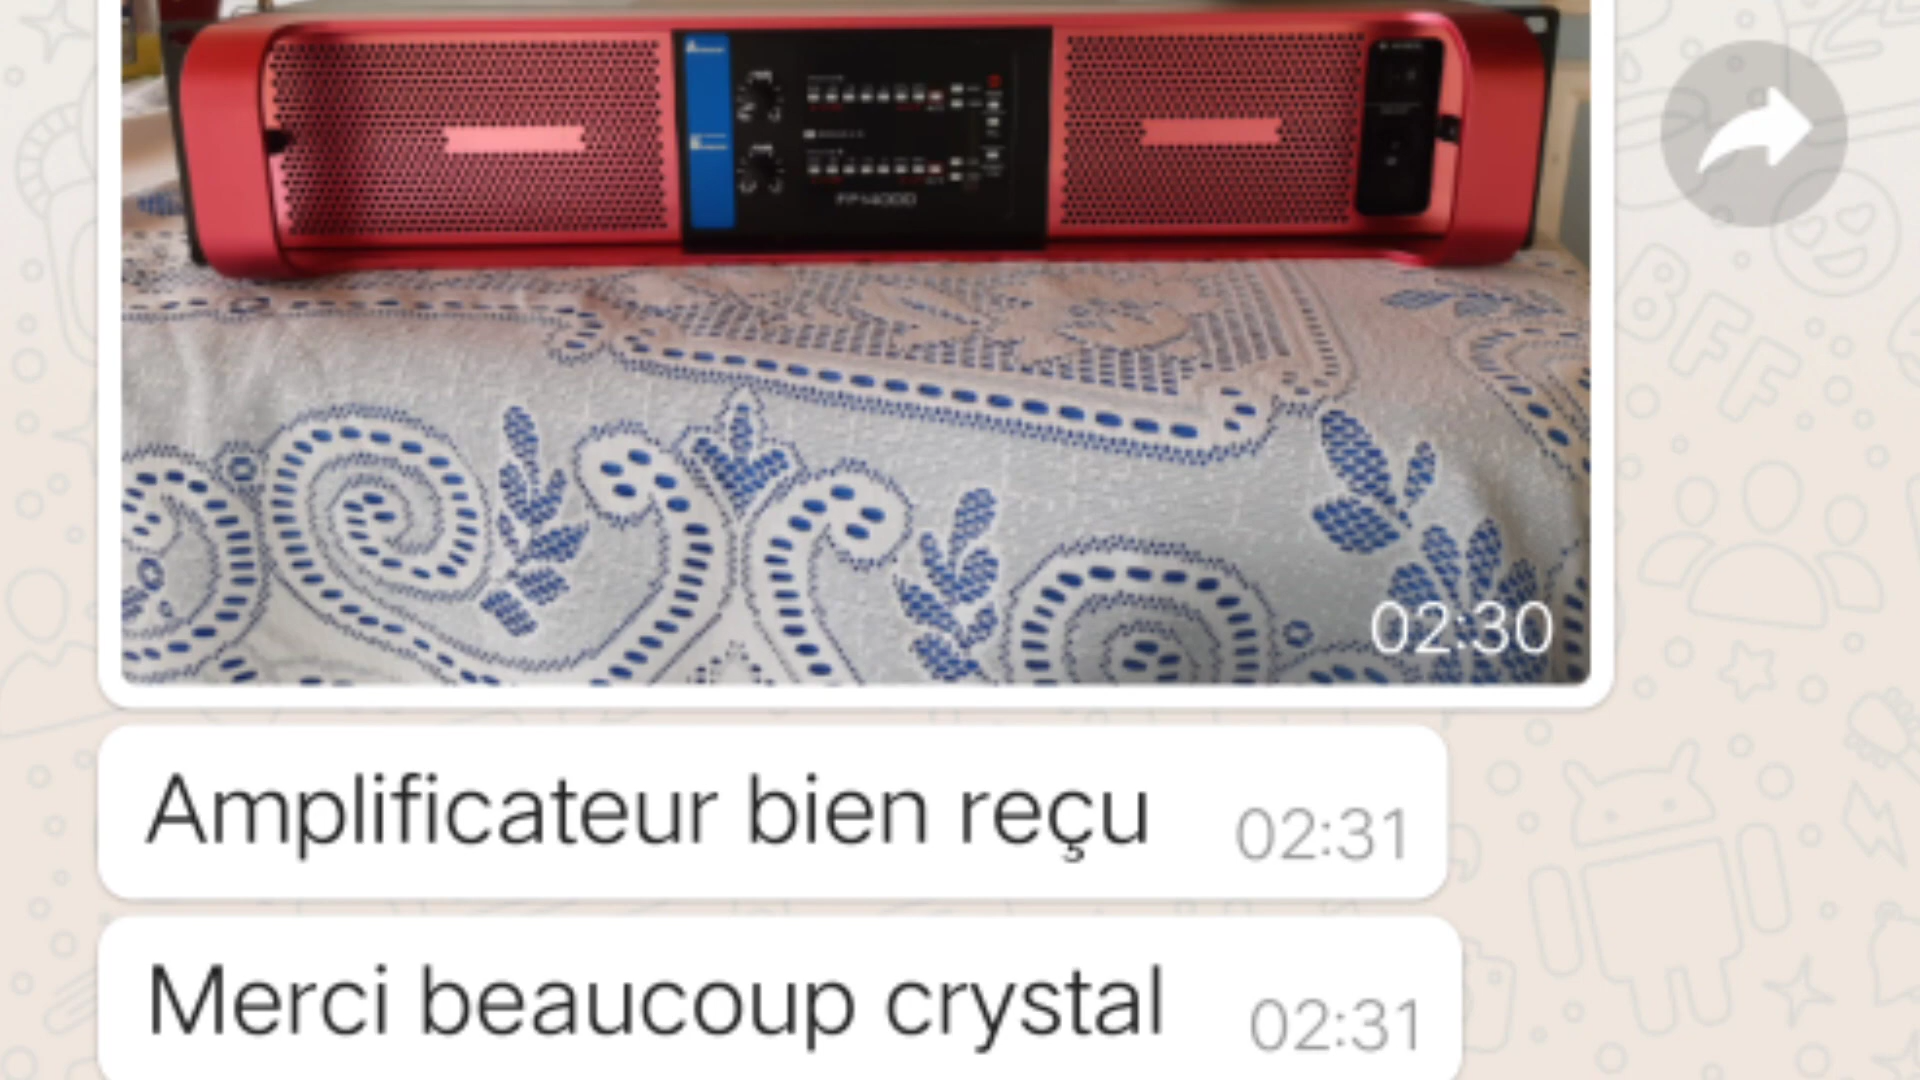 FP14000
02:30
Amplificateur bien reçu 02:31
Merci beaucoup crystal 02:31